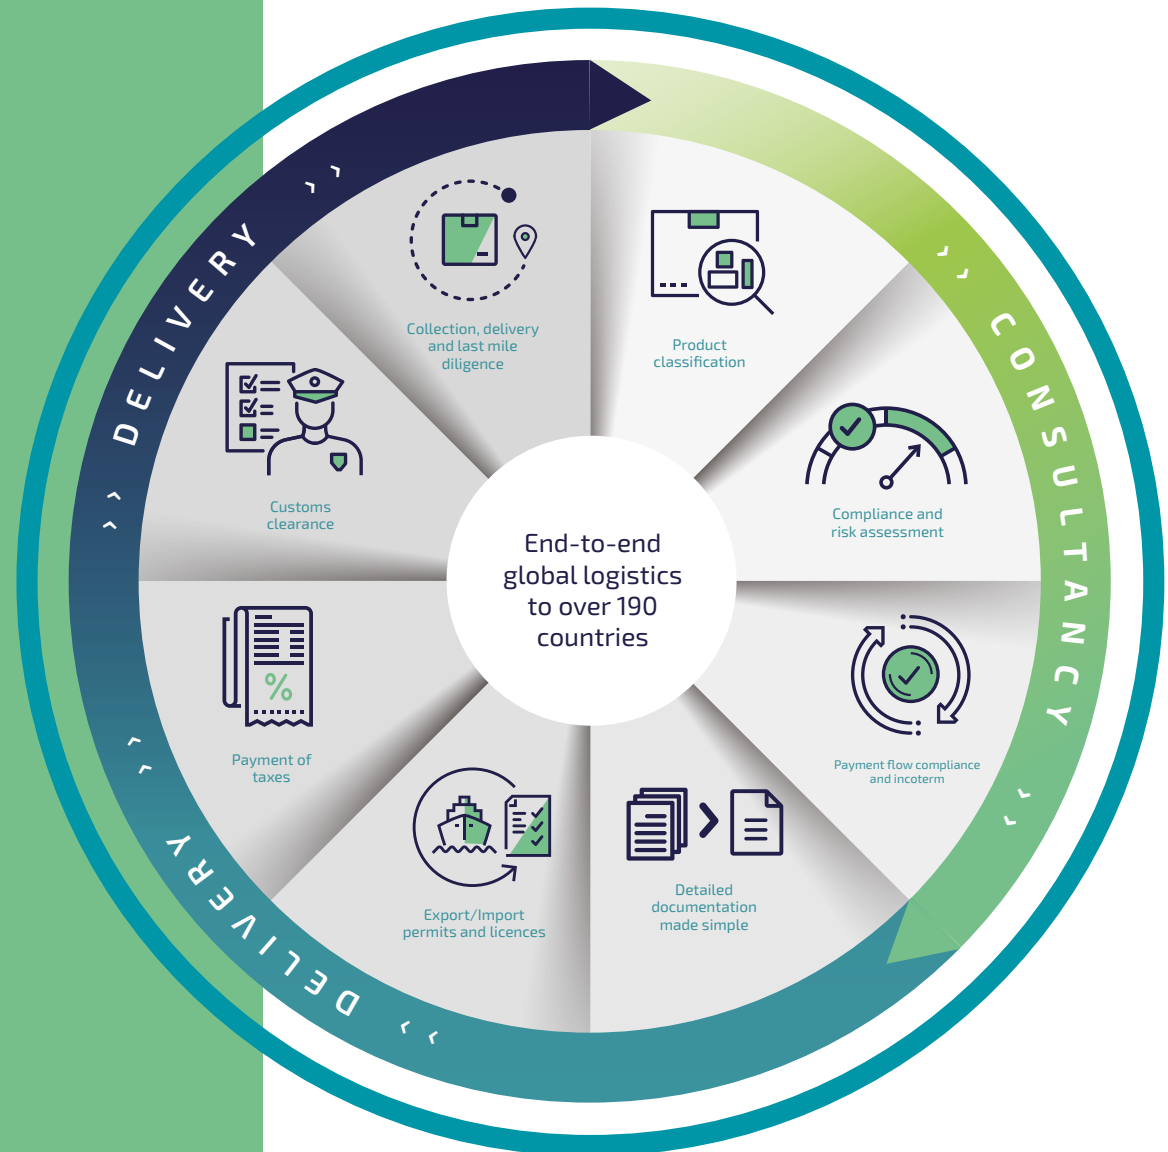 End-to-end
global logistics
to over 190
countries
Product
classification
Compliance and
risk assessment
Payment flow compliance
and incoterm
Detailed
documentation
made simple
Export/Import
permits and licences
Payment of
taxes
%
Customs
clearance
Collection, delivery
and last mile
diligence
CONSULTANCY
DELIVERY
DELIVERY